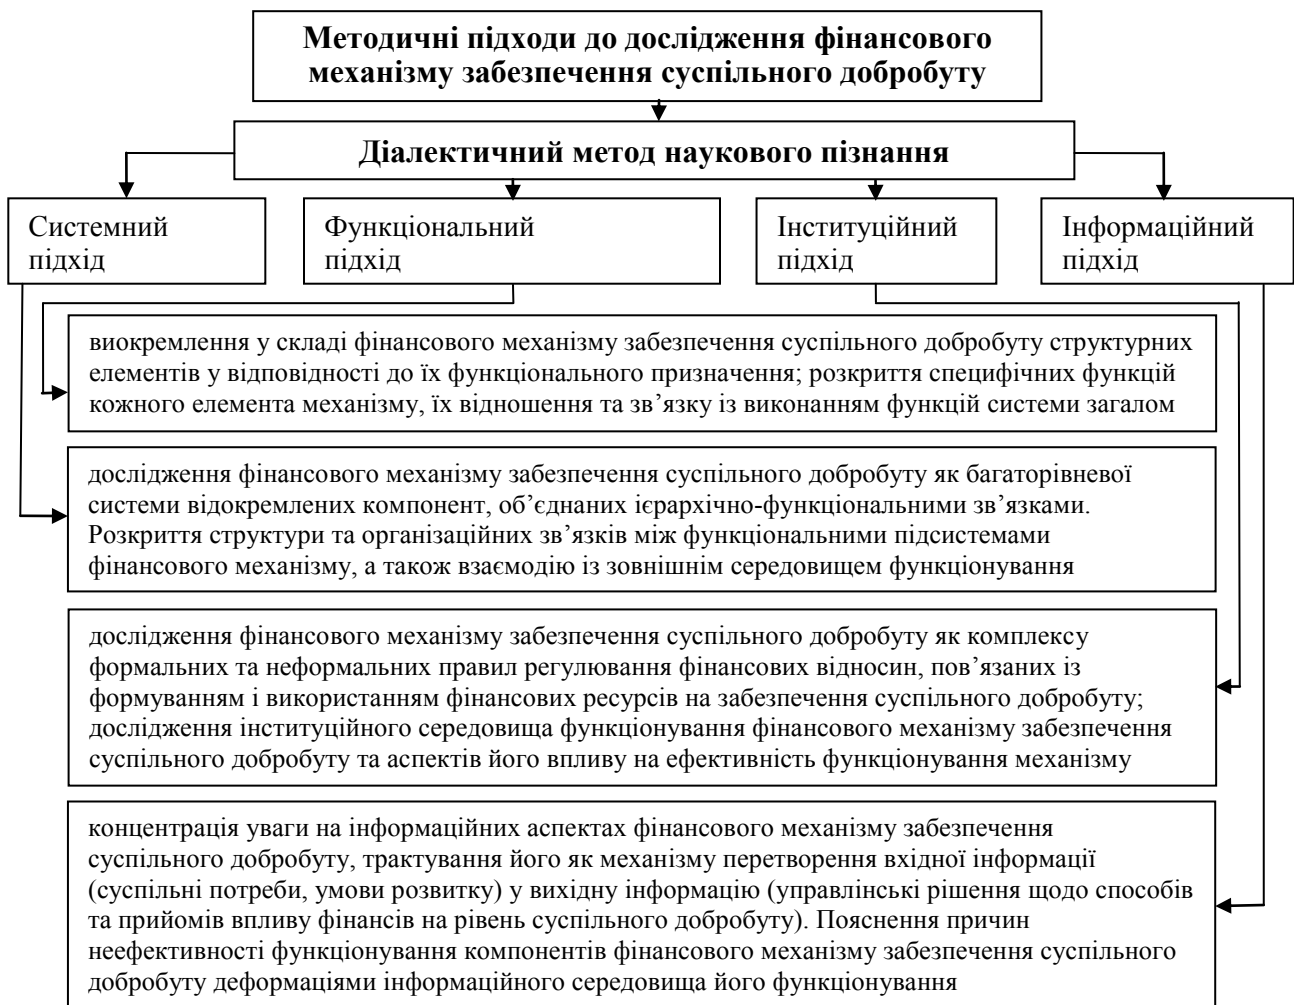 Методичні підходи до дослідження фінансового
механізму забезпечення суспільного добробуту
Діалектичний метод наукового пізнання
Системний
підхід
Функціональний
підхід
Інституційний
підхід
Інформаційний
підхід
виокремлення у складі фінансового механізму забезпечення суспільного добробуту структурних
елементів у відповідності до їх функціонального призначення; розкриття специфічних функцій
кожного елемента механізму, їх відношення та зв’язку із виконанням функцій системи загалом
дослідження фінансового механізму забезпечення суспільного добробуту як багаторівневої
системи відокремлених компонент, об’єднаних ієрархічно-функціональними зв’язками.
Розкриття структури та організаційних зв’язків між функціональними підсистемами
фінансового механізму, а також взаємодію із зовнішнім середовищем функціонування
дослідження фінансового механізму забезпечення суспільного добробуту як комплексу
формальних та неформальних правил регулювання фінансових відносин, пов’язаних із
формуванням і використанням фінансових ресурсів на забезпечення суспільного добробуту;
дослідження інституційного середовища функціонування фінансового механізму забезпечення
суспільного добробуту та аспектів його впливу на ефективність функціонування механізму
концентрація уваги на інформаційних аспектах фінансового механізму забезпечення
суспільного добробуту, трактування його як механізму перетворення вхідної інформації
(суспільні потреби, умови розвитку) у вихідну інформацію (управлінські рішення щодо способів
та прийомів впливу фінансів на рівень суспільного добробуту). Пояснення причин
неефективності функціонування компонентів фінансового механізму забезпечення суспільного
добробуту деформаціями інформаційного середовища його функціонування